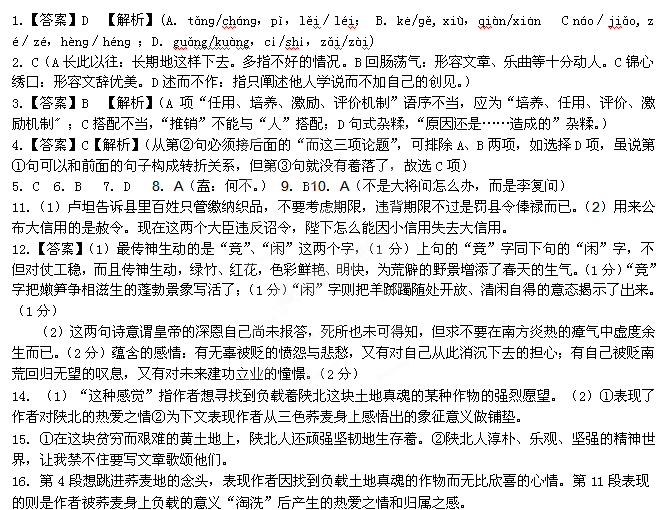 1.【答案】D 【解析】(A. tǎng/cháng，pī，lěi／léi； B. kè/gě，xiù，qiàn/xiān C náo／jiǎo, zé／zé，hèng／héng ；D. guǎng/kuàng，ci/shì，zǎi/zài)
2. C（A 长此以往：长期地这样下去。多指不好的情况。B 回肠荡气：形容文章、乐曲等十分动人。C 锦心
绣口：形容文辞优美。D 述而不作：指只阐述他人学说而不加自己的创见。）
3.【答案】B 【解析】(A 项“任用、培养、激励、评价机制”语序不当，应为“培养、任用、评价、激
励机制”；C 搭配不当，“推销”不能与“人”搭配；D 句式杂糅，“原因还是……造成的”杂糅。)
4.【答案】C【解析】(从第②句必须接后面的“而这三项论题”，可排除 A、B 两项，如选择 D 项，虽说第
①句可以和前面的句子构成转折关系，但第③句就没有着落了，故选 C 项)
5. C 6. B 7. D 8. A（盍：何不。） 9. B10. A（不是大将问怎么办，而是李复问）
11.（1）卢坦告诉县里百姓只管缴纳织品，不要考虑期限，违背期限不过是罚县令俸禄而已。（2）用来公
布大信用的是赦令。现在这两个大臣违反诏令，陛下怎么能因小信用失去大信用。
12.【答案】（1）最传神生动的是“竞”、“闲”这两个字，（1 分）上句的“竞”字同下句的“闲”字，不
但对仗工稳，而且传神生动，绿竹、红花，色彩鲜艳、明快，为荒僻的野景增添了春天的生气。（1 分）“竞”
字把嫩笋争相滋生的蓬勃景象写活了；（1 分）“闲”字则把羊踯躅随处开放、清闲自得的意态揭示了出来。
（1 分）
（2）这两句诗意谓皇帝的深恩自己尚未报答，死所也未可得知，但求不要在南方炎热的瘴气中虚度余
生而已。（2 分）蕴含的感情：有无辜被贬的愤怨与悲愁，又有对自己从此消沉下去的担心；有自己被贬南
荒回归无望的叹息，又有对未来建功立业的憧憬。（2 分）
14. （1）“这种感觉”指作者想寻找到负载着陕北这块土地真魂的某种作物的强烈愿望。（2）①表现了
作者对陕北的热爱之情②为下文表现作者从三色荞麦身上感悟出的象征意义做铺垫。
15. ①在这块贫穷而艰难的黄土地上，陕北人还顽强坚韧地生存着。②陕北人淳朴、乐观、坚强的精神世
界，让我禁不住要写文章歌颂他们。
16. 第 4 段想跳进荞麦地的念头，表现作者因找到负载土地真魂的作物而无比欣喜的心情。第 11 段表现
的则是作者被荞麦身上负载的意义“淘洗”后产生的热爱之情和归属之感。